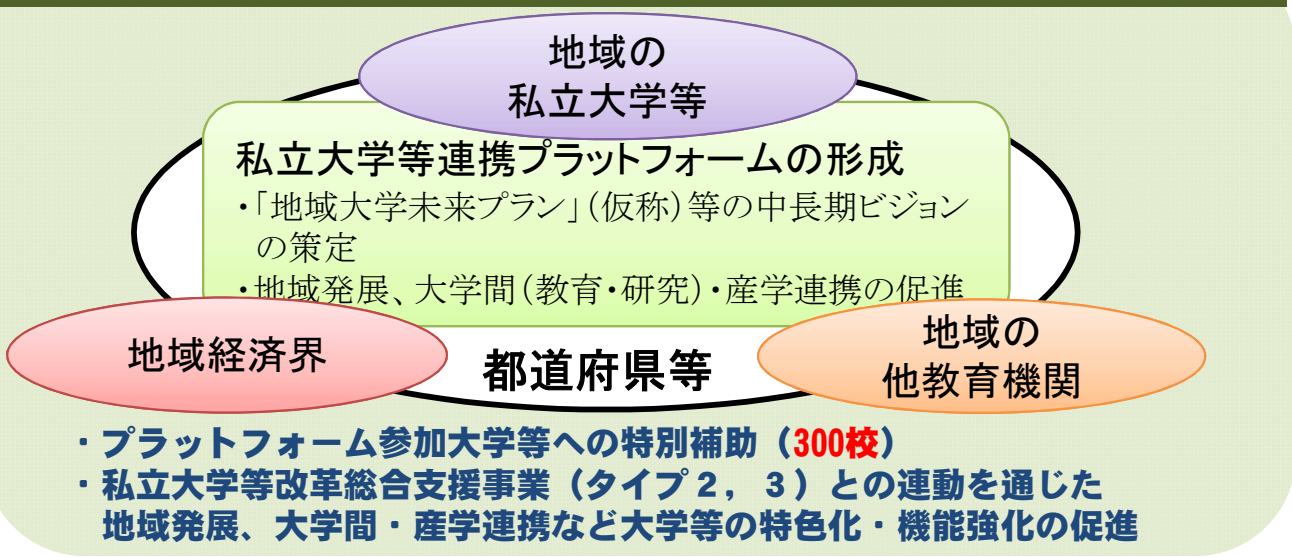 地域の
私立大学等
私立大学等連携プラットフォームの形成
・「地域大学未来プラン」(仮称)等の中長期ビジョン
の策定
・地域発展、大学間(教育・研究)・産学連携の促進
地域経済界
都道府県等
地域の
他教育機関
・プラットフォーム参加大学等への特別補助（300校）
・私立大学等改革総合支援事業（タイプ２，３）との連動を通じた
地域発展、大学間・産学連携など大学等の特色化・機能強化の促進